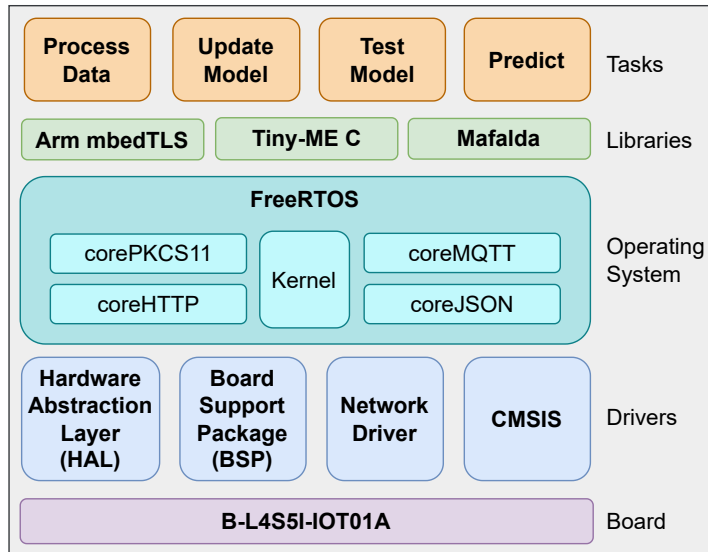 Process
Data
Update
Model
Test
Model
Predict
Tasks
Arm mbedTLS
Tiny-ME C
Mafalda
Libraries
FreeRTOS
corePKCS11
coreHTTP
Kernel
coreMQTT
coreJSON
Operating
System
Hardware
Abstraction
Layer
(HAL)
Board
Support
Package
(BSP)
Network
Driver
CMSIS
Drivers
B-L4S5I-IOT01A
Board